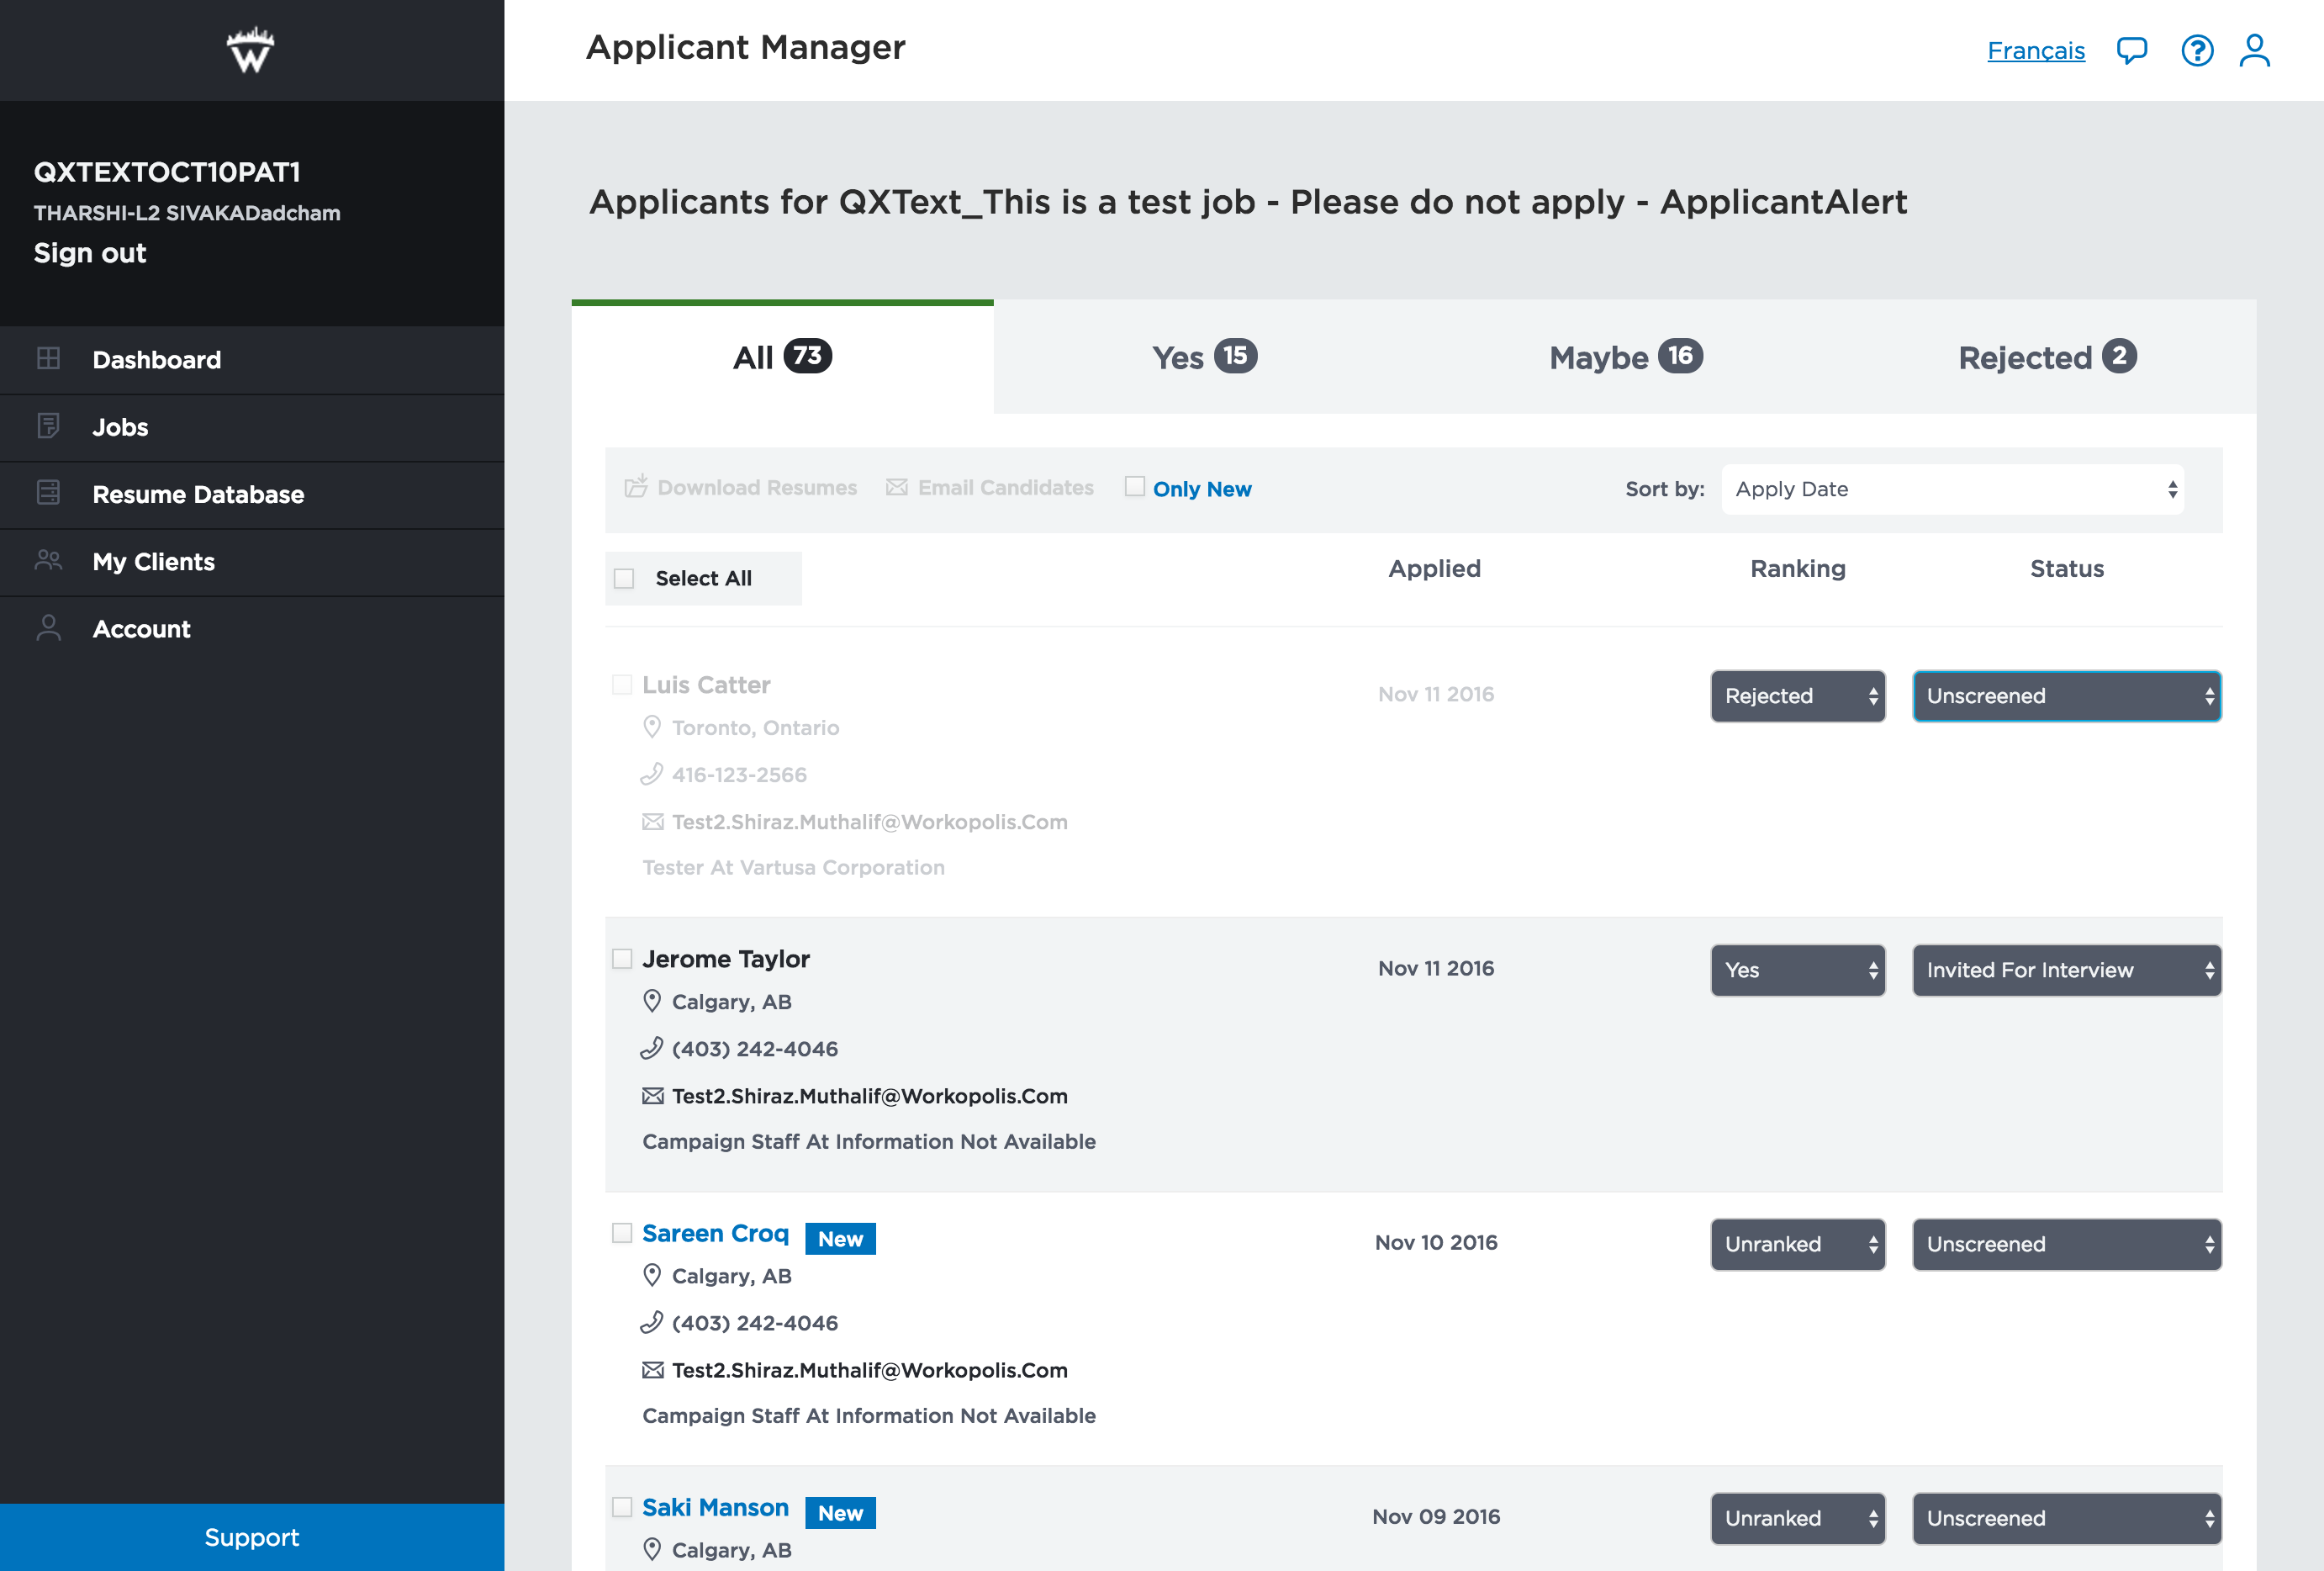 W
Applicant Manager
Français
QXTEXTOCT10PAT1
THARSHI-L2 SIVAKADadcham
Sign out
Dashboard
Jobs
Resume Database
My Clients
Account
Support
Applicants for QXText_This is a test job - Please do not apply - ApplicantAlert
All 73 Yes 15 Maybe 16 Rejected 2
Download Resumes Email Candidates Only New Sort by: Apply Date
Select All Applied Ranking Status
Luis Catter Nov 11 2016 Rejected Unscreened
Toronto, Ontario
416-123-2566
Test2.Shiraz.Muthalif@Workopolis.Com
Tester At Vartusa Corporation
Jerome Taylor Nov 11 2016 Yes Invited For Interview
Calgary, AB
(403) 242-4046
Test2.Shiraz.Muthalif@Workopolis.Com
Campaign Staff At Information Not Available
Sareen Croq New Nov 10 2016 Unranked Unscreened
Calgary, AB
(403) 242-4046
Test2.Shiraz.Muthalif@Workopolis.Com
Campaign Staff At Information Not Available
Saki Manson New Nov 09 2016 Unranked Unscreened
Calgary, AB